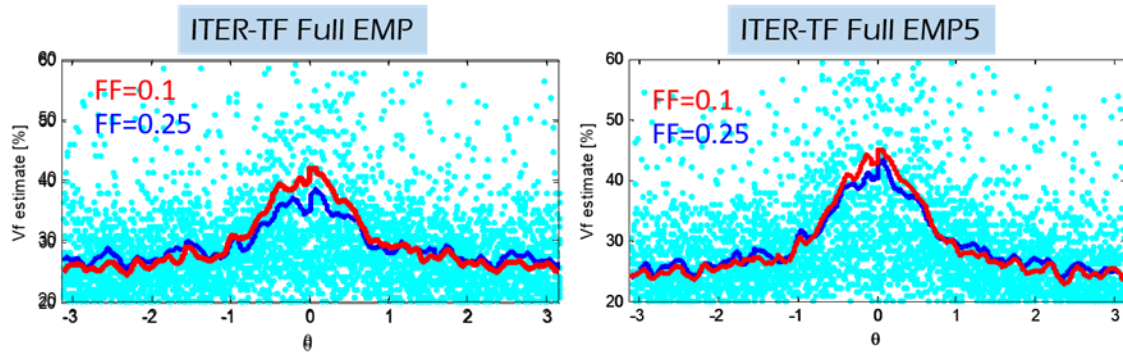 ITER-TF Full EMP
FF=0.1
FF=0.25
Vf estimate [%]
60
50
40
30
20
-3 -2 -1 0 1 2 3
θ
ITER-TF Full EMP5
FF=0.1
FF=0.25
Vf estimate [%]
60
50
40
30
20
-3 -2 -1 0 1 2 3
θ